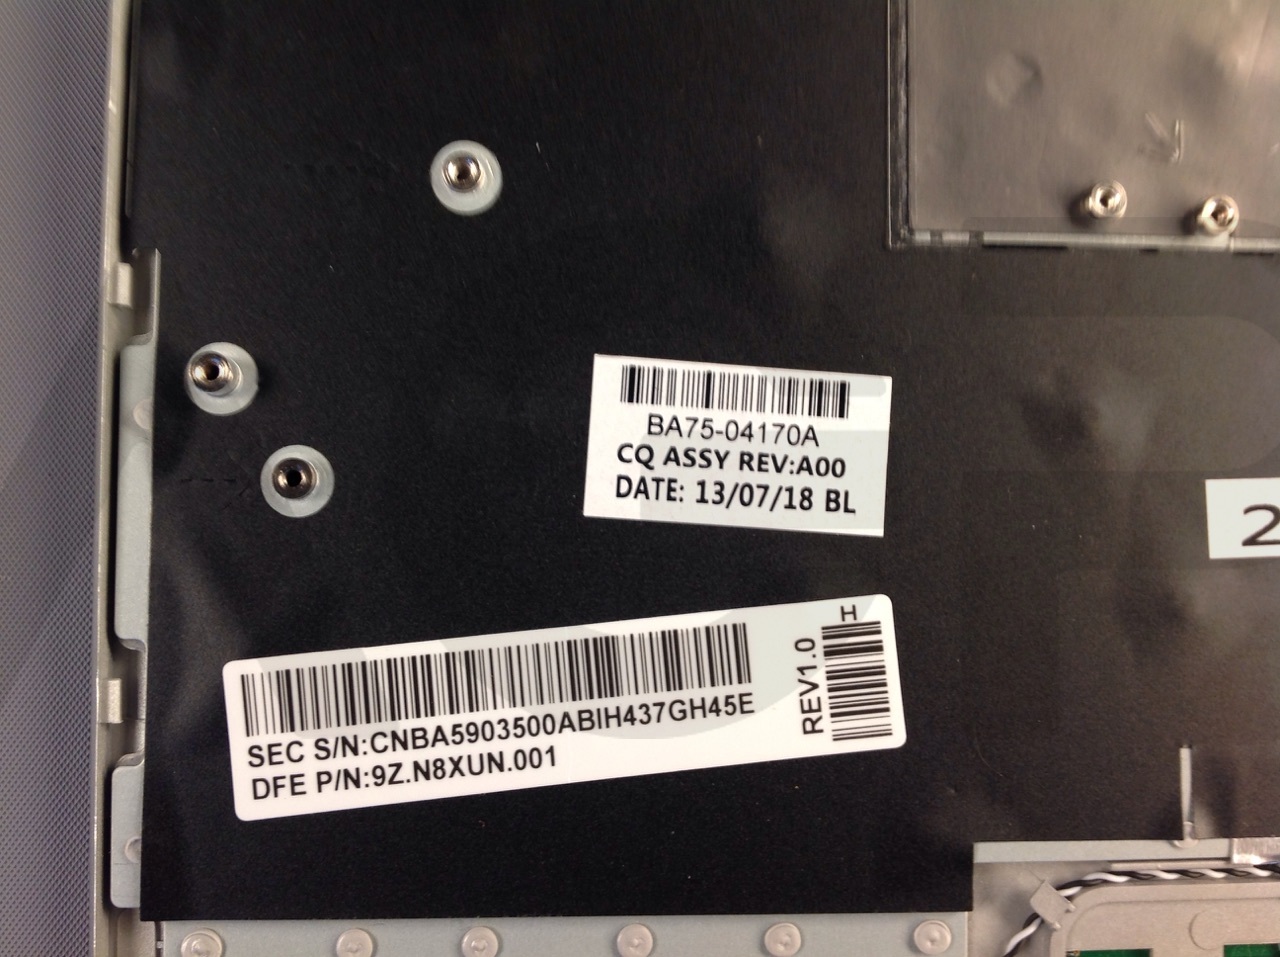 BA75-04170A
CQ ASSY REV:A00
DATE: 13/07/18 BL
2
H
REV1.0
SEC S/N:CNBA5903500ABIH437GH45E
DFE P/N:9Z.N8XUN.001